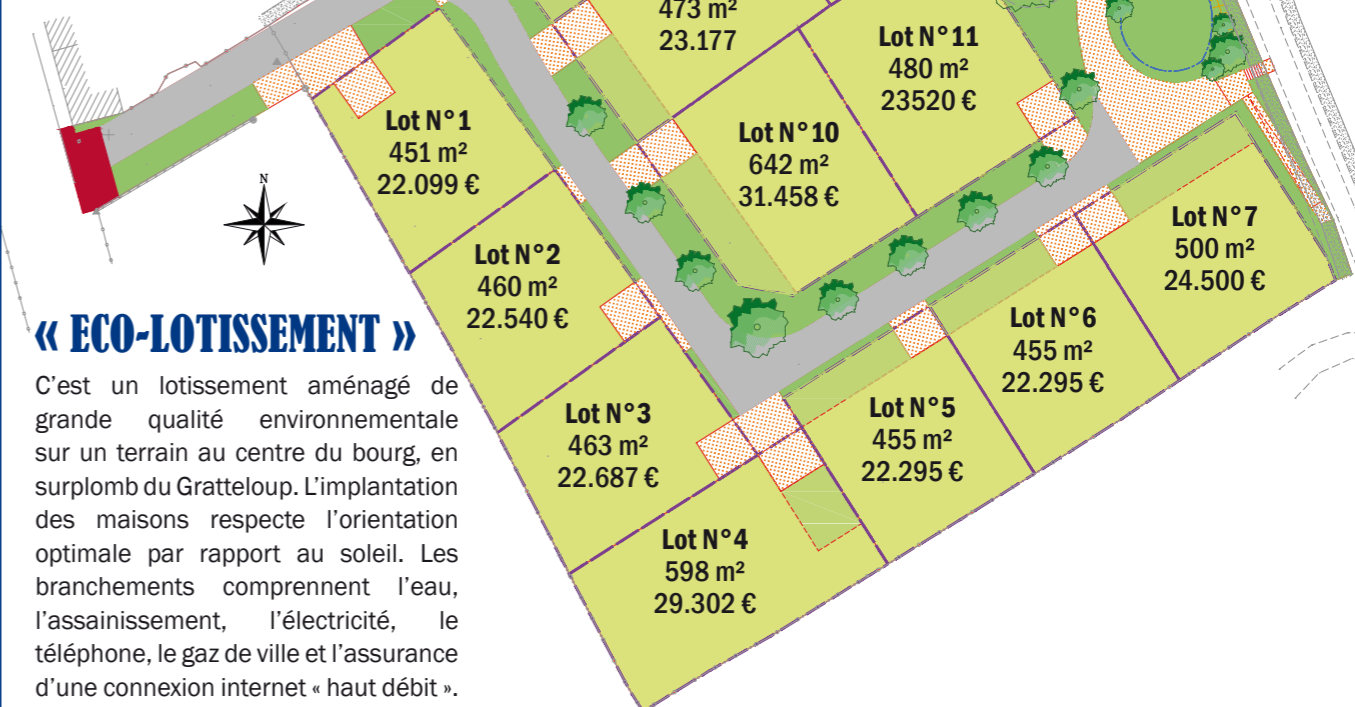 473 m²
23.177
Lot N°11
480 m²
23520 €
Lot N°1
451 m²
22.099 €
Lot N°10
642 m²
31.458 €
N
Lot N°2
460 m²
22.540 €
Lot N°7
500 m²
24.500 €
Lot N°6
455 m²
22.295 €
Lot N°3
463 m²
22.687 €
Lot N°5
455 m²
22.295 €
Lot N°4
598 m²
29.302 €
« ECO-LOTISSEMENT »
C'est un lotissement aménagé de
grande qualité environnementale
sur un terrain au centre du bourg, en
surplomb du Gratteloup. L'implantation
des maisons respecte l'orientation
optimale par rapport au soleil. Les
branchements comprennent l'eau,
l'assainissement, l'électricité, le
téléphone, le gaz de ville et l'assurance
d'une connexion internet « haut débit ».